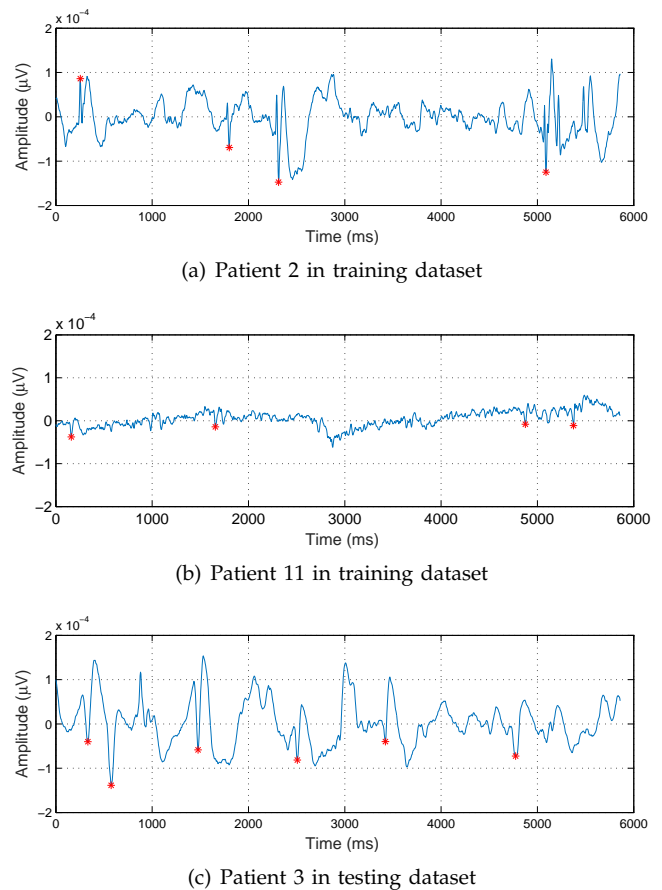 x 10⁻⁴
2
1
0
−1
−2
Amplitude (μV)
0 1000 2000 3000 4000 5000 6000
Time (ms)
(a) Patient 2 in training dataset
x 10⁻⁴
2
1
0
−1
−2
Amplitude (μV)
0 1000 2000 3000 4000 5000 6000
Time (ms)
(b) Patient 11 in training dataset
x 10⁻⁴
2
1
0
−1
−2
Amplitude (μV)
0 1000 2000 3000 4000 5000 6000
Time (ms)
(c) Patient 3 in testing dataset